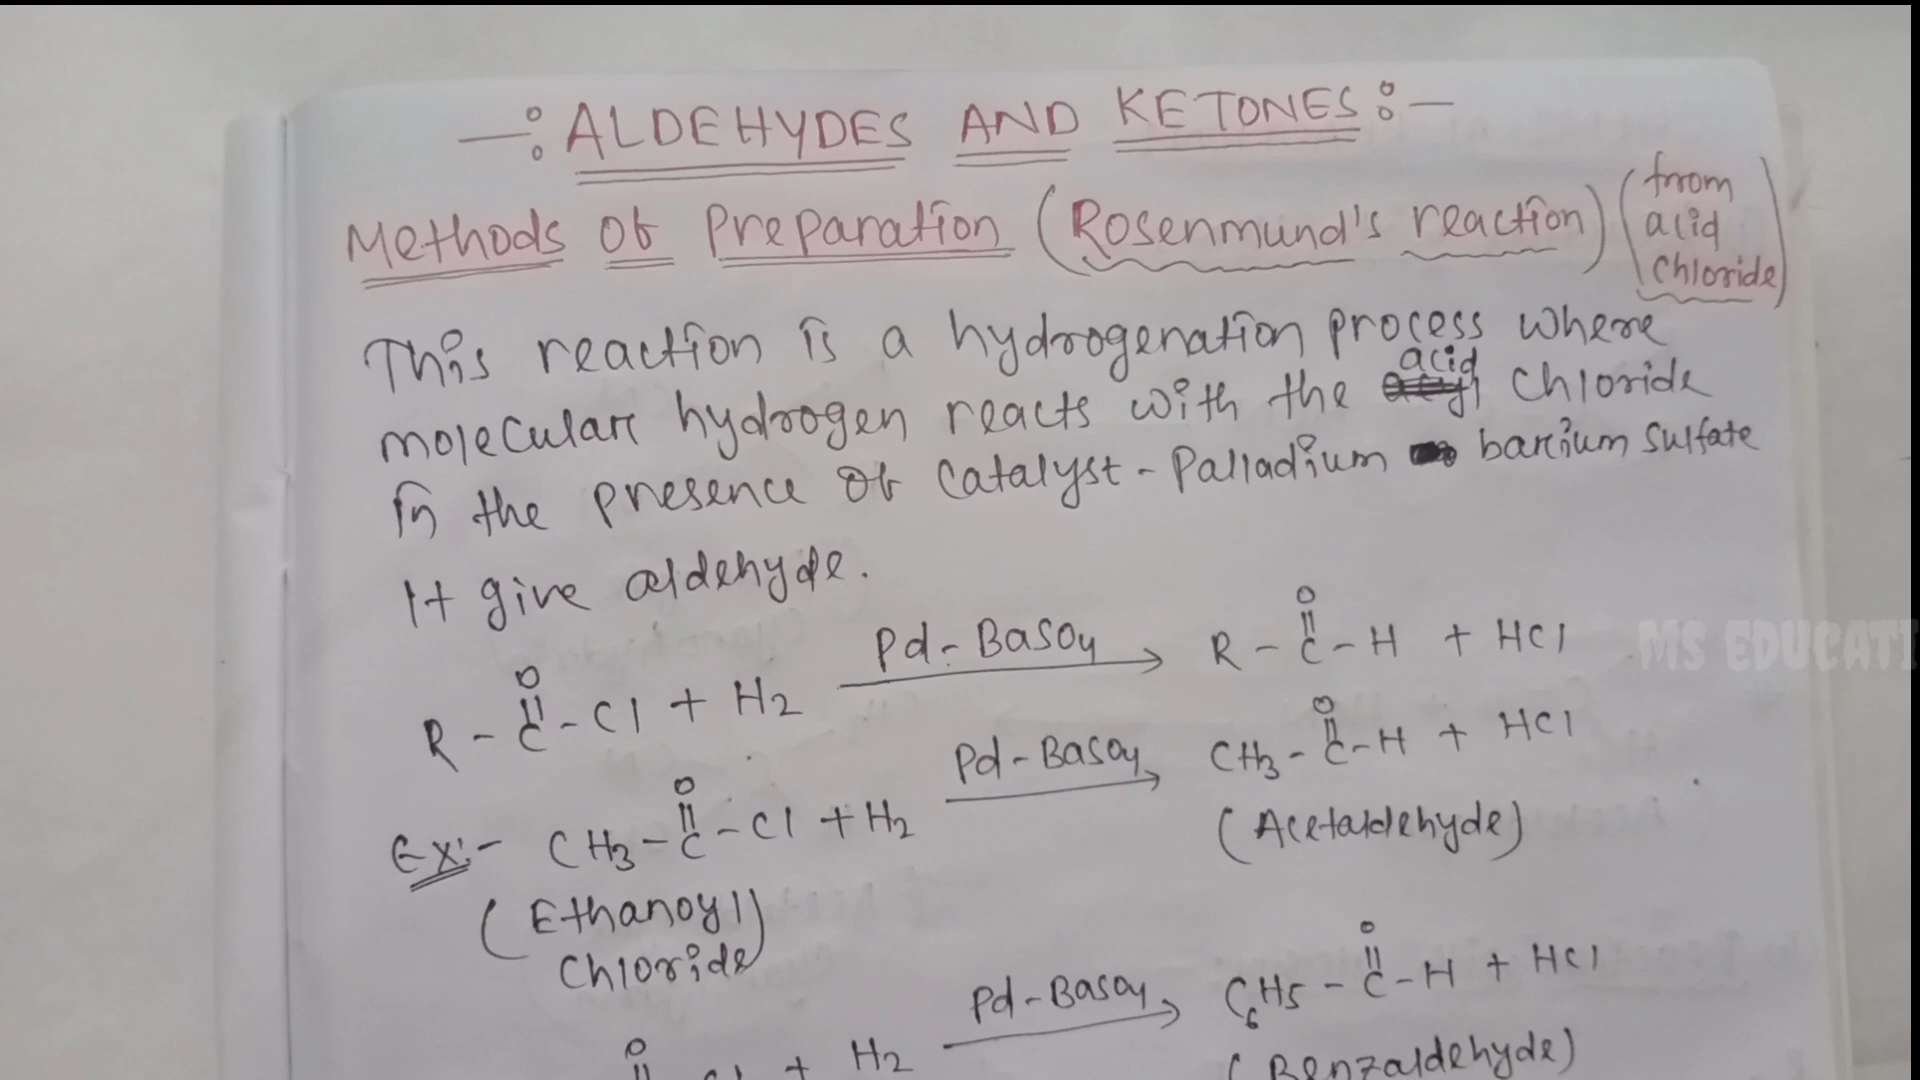 —: ALDEHYDES AND KETONES :—
Methods of Preparation (Rosenmund's reaction) (from acid chloride)
This reaction is a hydrogenation process where
molecular hydrogen reacts with the acid chloride
in the presence of catalyst - Palladium barium sulfate
It give aldehyde.
R - C(=O) - Cl + H2 Pd-BaSO4 → R - C(=O) - H + HCl
Ex:- CH3 - C(=O) - Cl + H2 Pd-BaSO4 → CH3 - C(=O) - H + HCl
(Ethanoyl chloride) (Acetaldehyde)
Cl + H2 Pd-BaSO4 → C6H5 - C(=O) - H + HCl
(Benzaldehyde)
MS EDUCATI